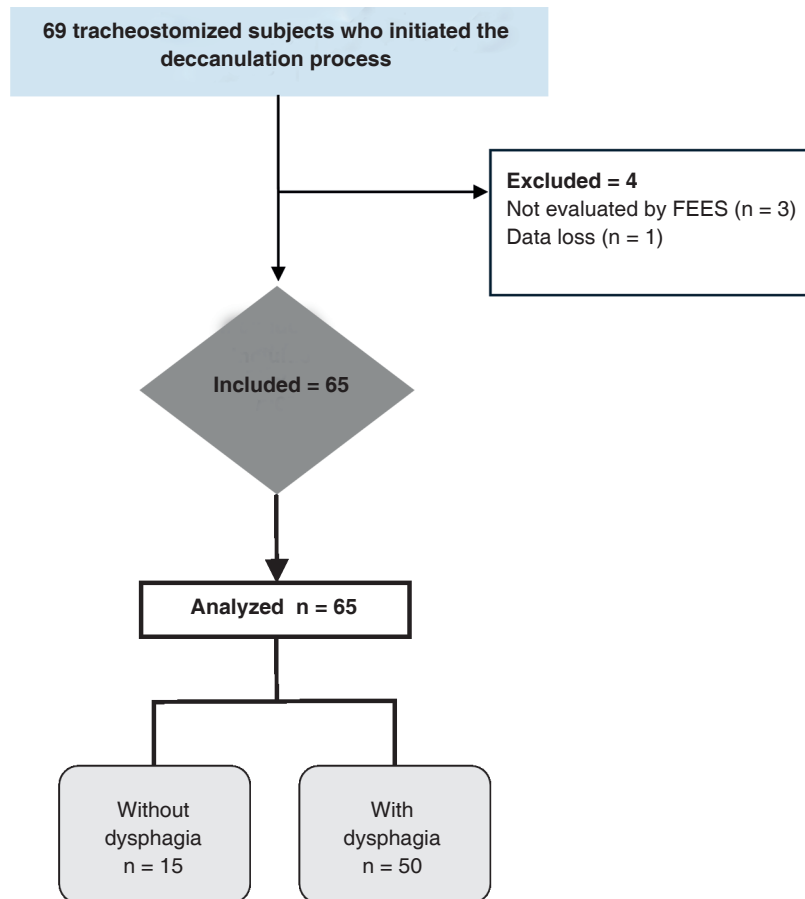 69 tracheostomized subjects who initiated the
deccanulation process
Excluded = 4
Not evaluated by FEES (n = 3)
Data loss (n = 1)
Included = 65
Analyzed n = 65
Without
dysphagia
n = 15
With
dysphagia
n = 50